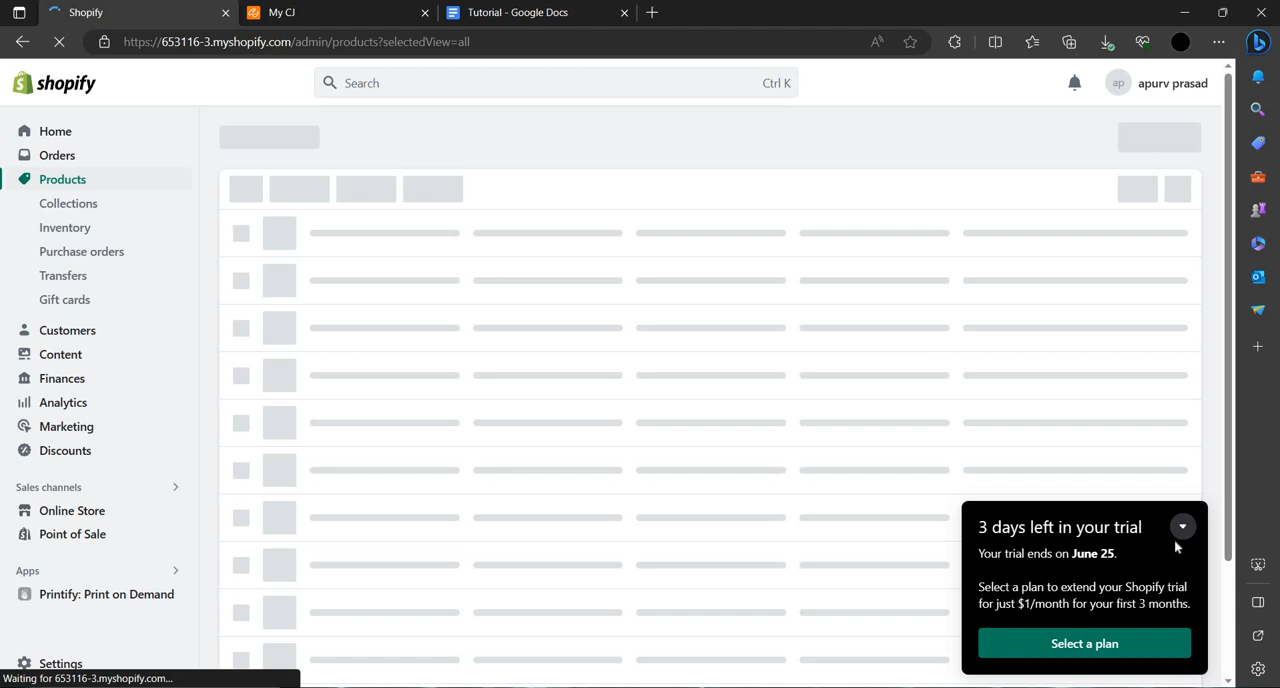 Shopify
My CJ
Tutorial - Google Docs
https://653116-3.myshopify.com/admin/products?selectedView=all
shopify
Search
Ctrl K
ap
apurv prasad
Home
Orders
Products
Collections
Inventory
Purchase orders
Transfers
Gift cards
Customers
Content
Finances
Analytics
Marketing
Discounts
Sales channels
Online Store
Point of Sale
Apps
Printify: Print on Demand
Settings
Waiting for 653116-3.myshopify.com...
3 days left in your trial
Your trial ends on June 25.
Select a plan to extend your Shopify trial
for just $1/month for your first 3 months.
Select a plan